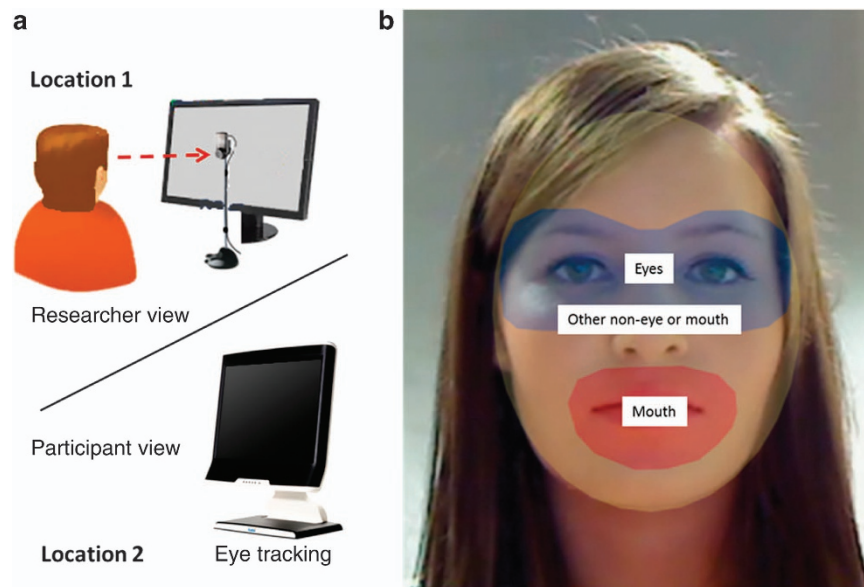 a
Location 1
Researcher view
Participant view
Location 2
Eye tracking
b
Eyes
Other non-eye or mouth
Mouth